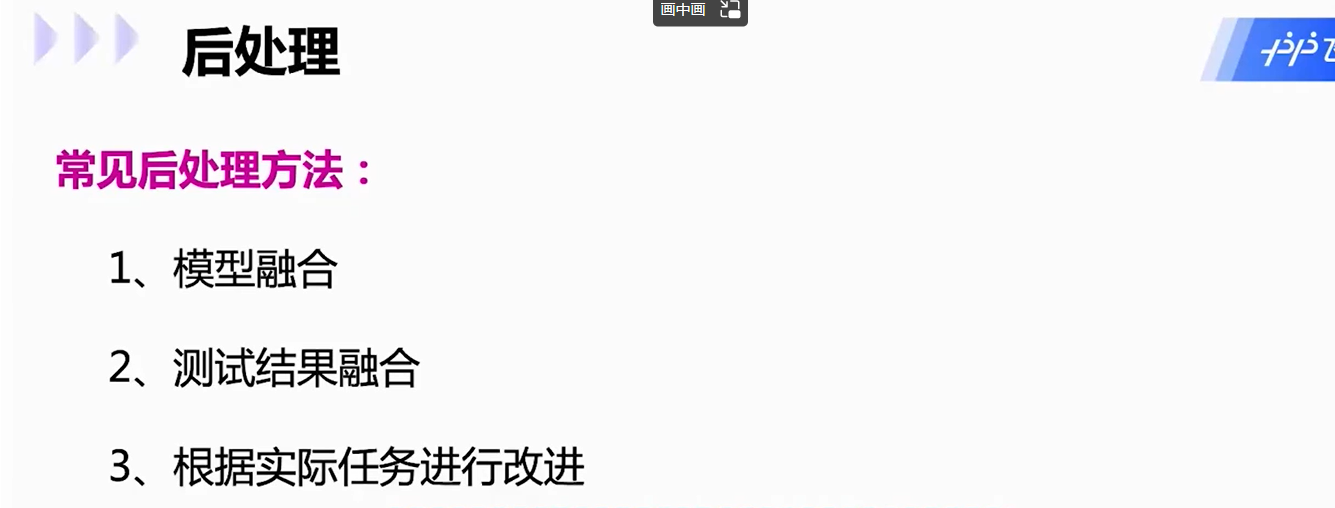 画中画
后处理
常见后处理方法：
1、模型融合
2、测试结果融合
3、根据实际任务进行改进